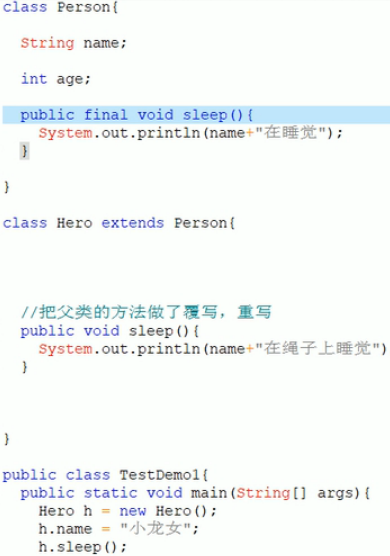 class Person{
String name;
int age;
public final void sleep(){
System.out.println(name+"在睡觉");
}
}
class Hero extends Person{
//把父类的方法做了覆写，重写
public void sleep(){
System.out.println(name+"在绳子上睡觉")
}
}
public class TestDemo1{
public static void main(String[] args){
Hero h = new Hero();
h.name = "小龙女";
h.sleep();